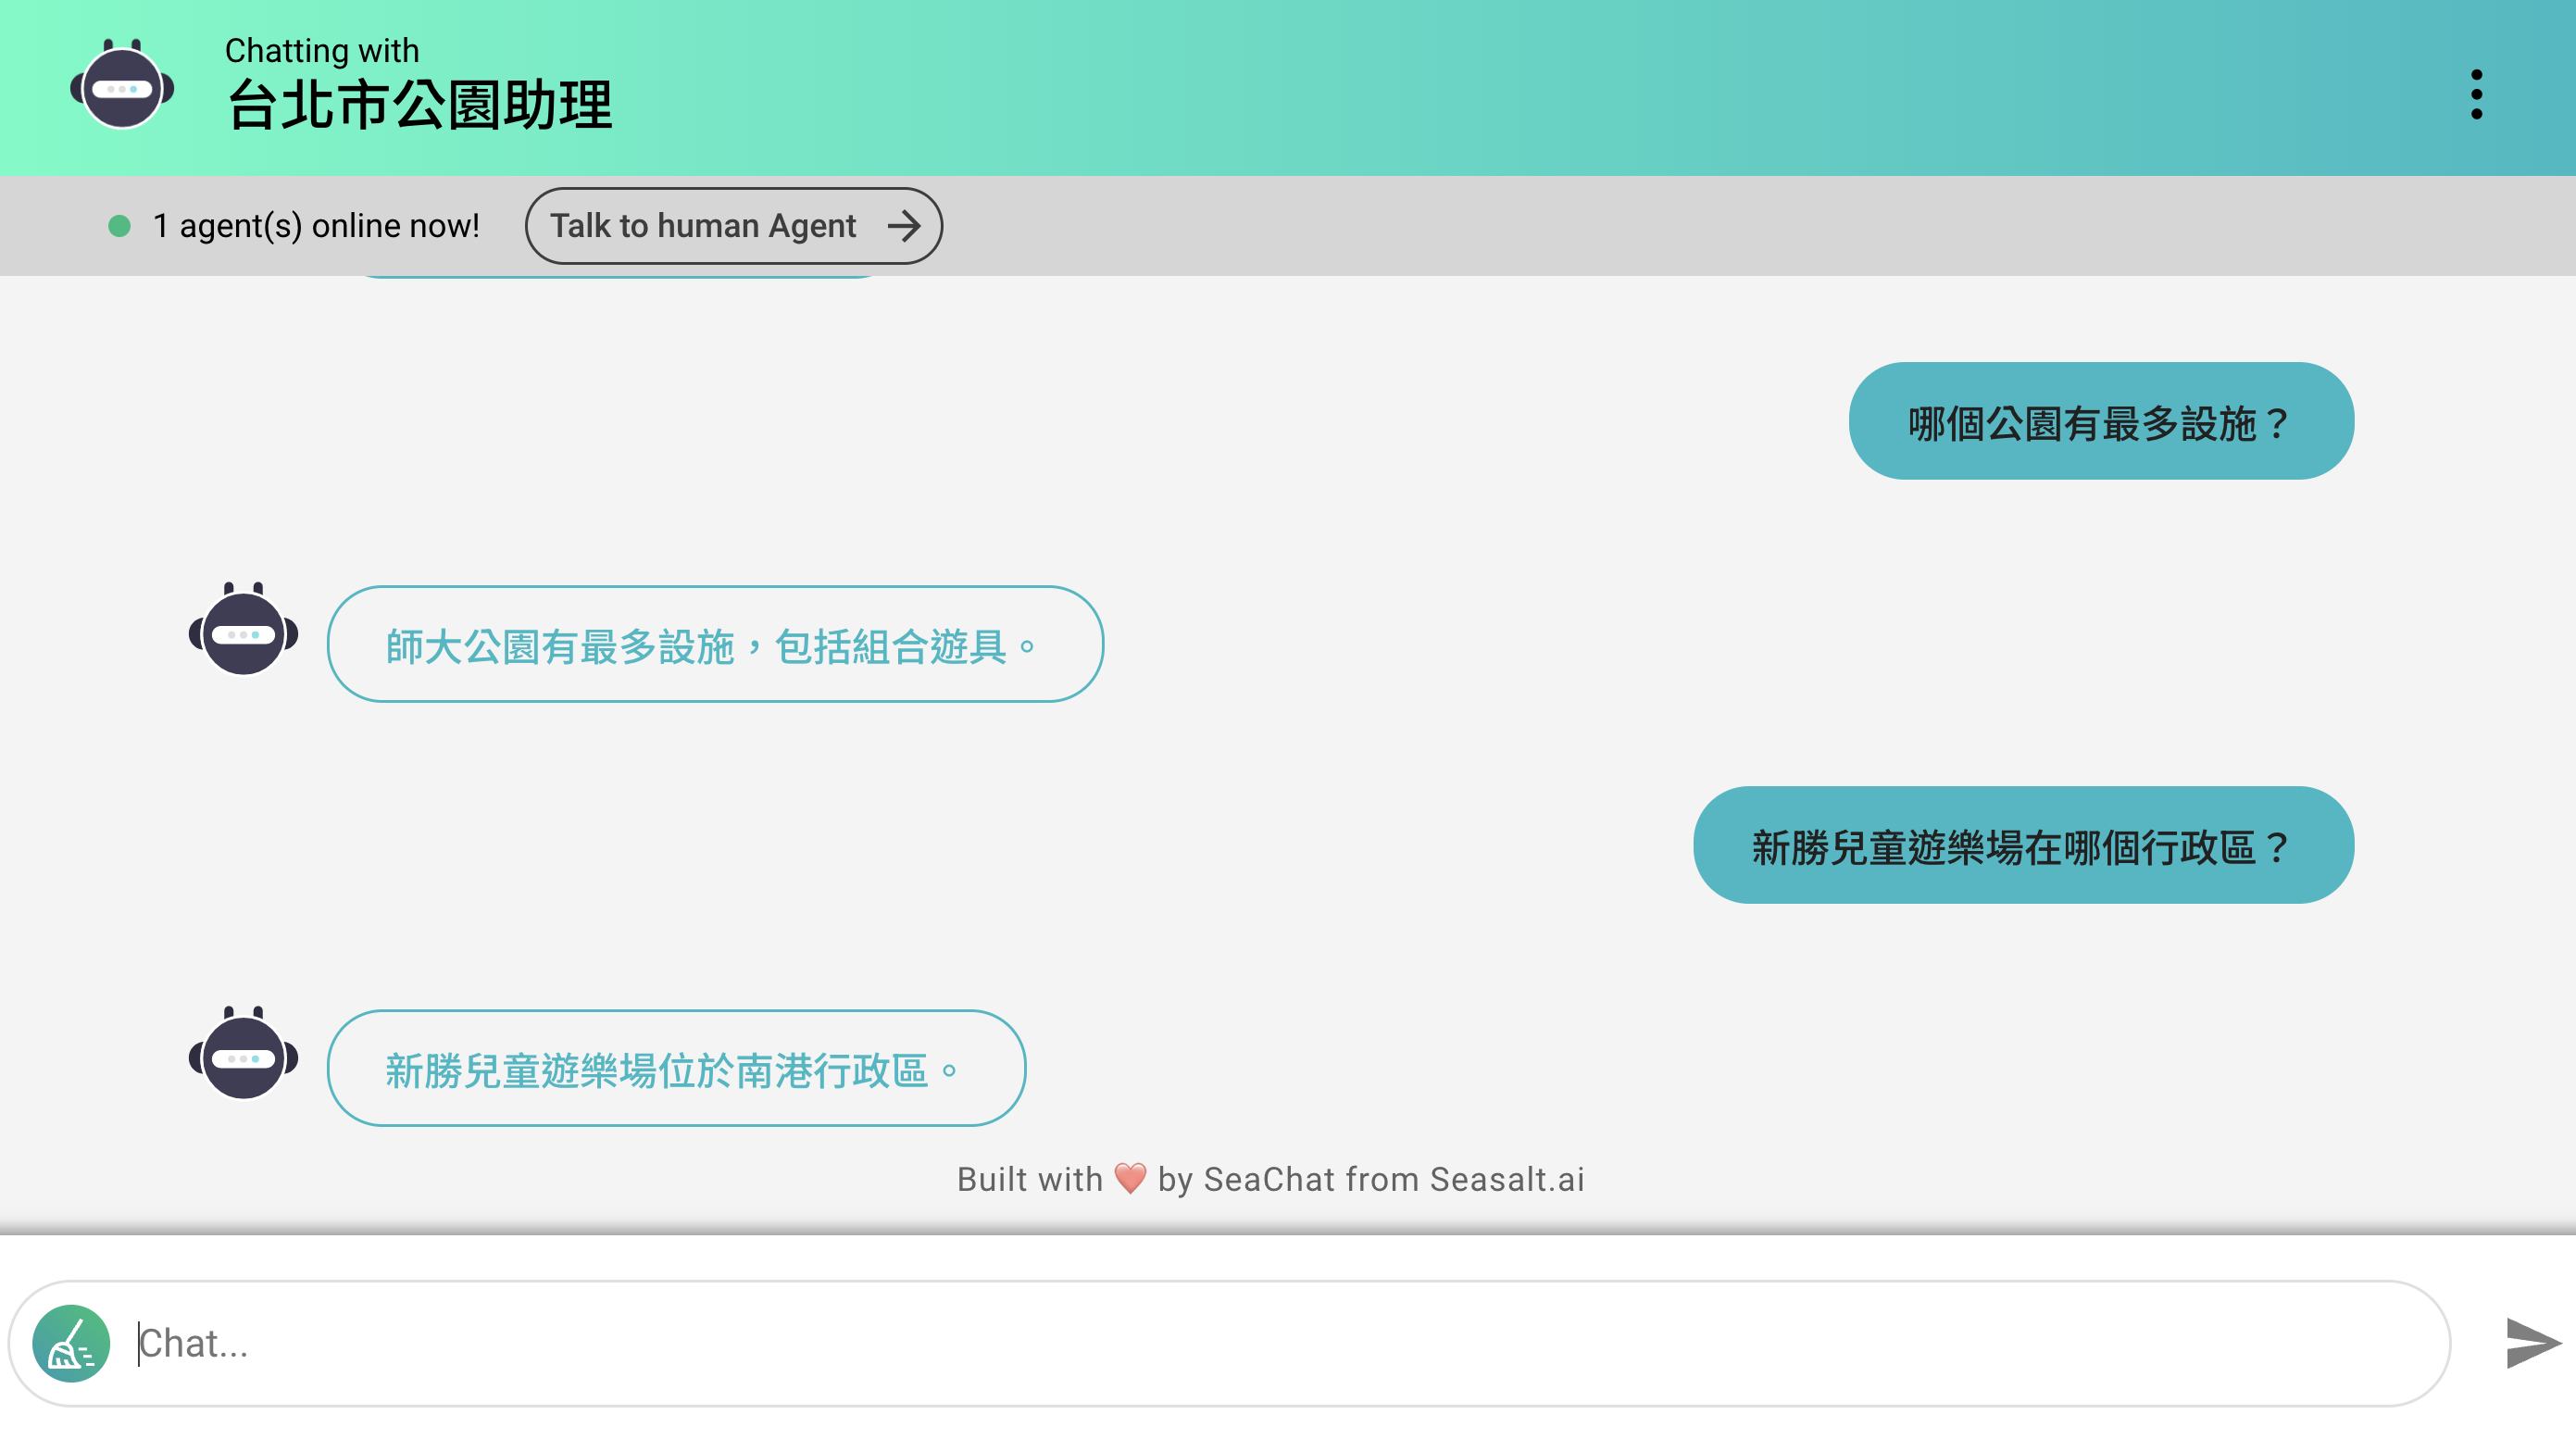 Chatting with
台北市公園助理
1 agent(s) online now!
Talk to human Agent
哪個公園有最多設施？
師大公園有最多設施，包括組合遊具。
新勝兒童遊樂場在哪個行政區？
新勝兒童遊樂場位於南港行政區。
Built with ❤️ by SeaChat from Seasalt.ai
Chat...